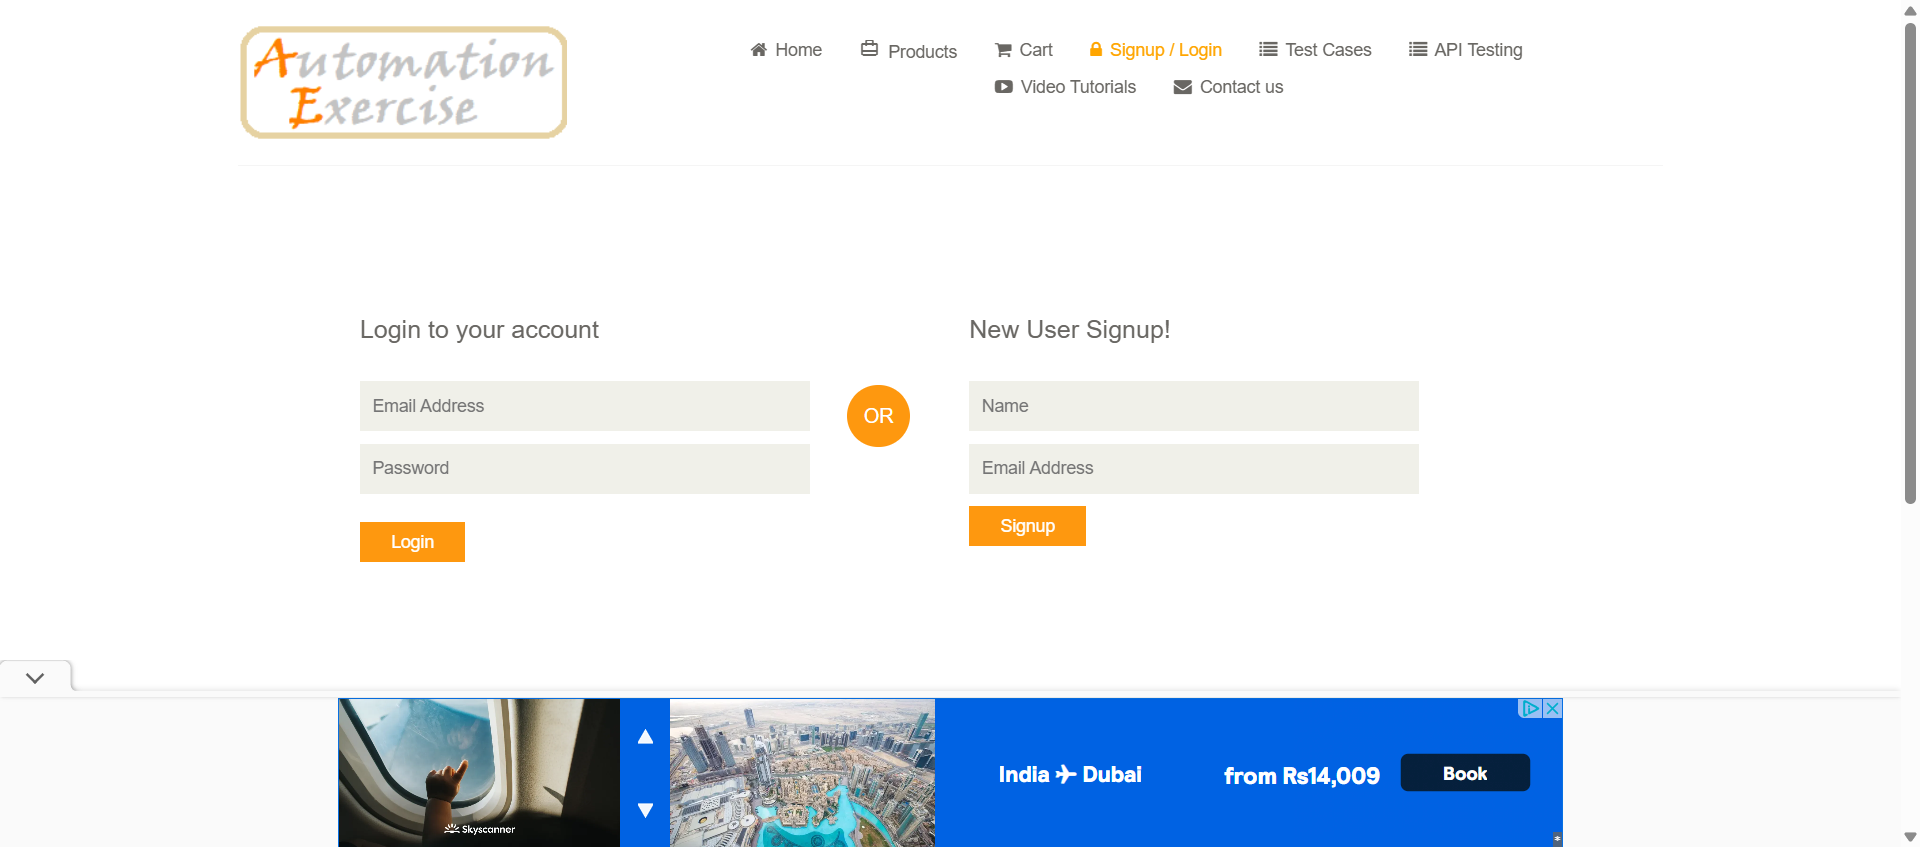 Automation
Exercise
Home
Products
Cart
Signup / Login
Test Cases
API Testing
Video Tutorials
Contact us
Login to your account
New User Signup!
Email Address
OR
Name
Password
Email Address
Login
Signup
India Dubai
from Rs14,009
Book
Skyscanner